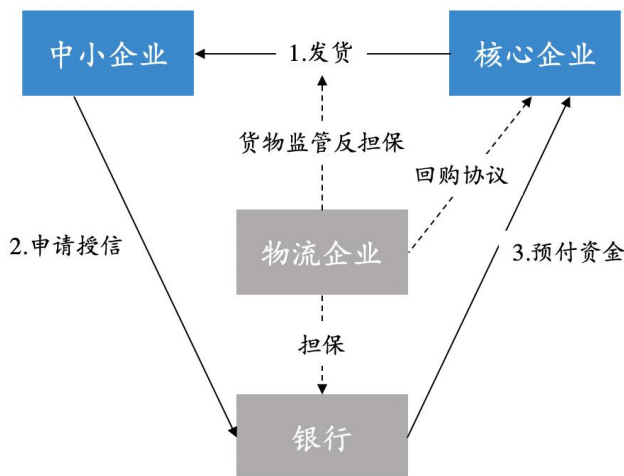 中小企业
1.发货
核心企业
货物监管反担保
回购协议
2.申请授信
物流企业
3.预付资金
担保
银行